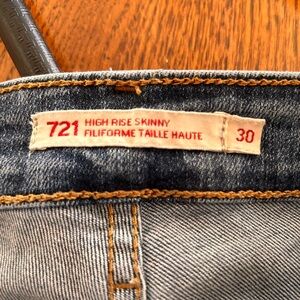 721 HIGH RISE SKINNY
FILIFORME TAILLE HAUTE
30